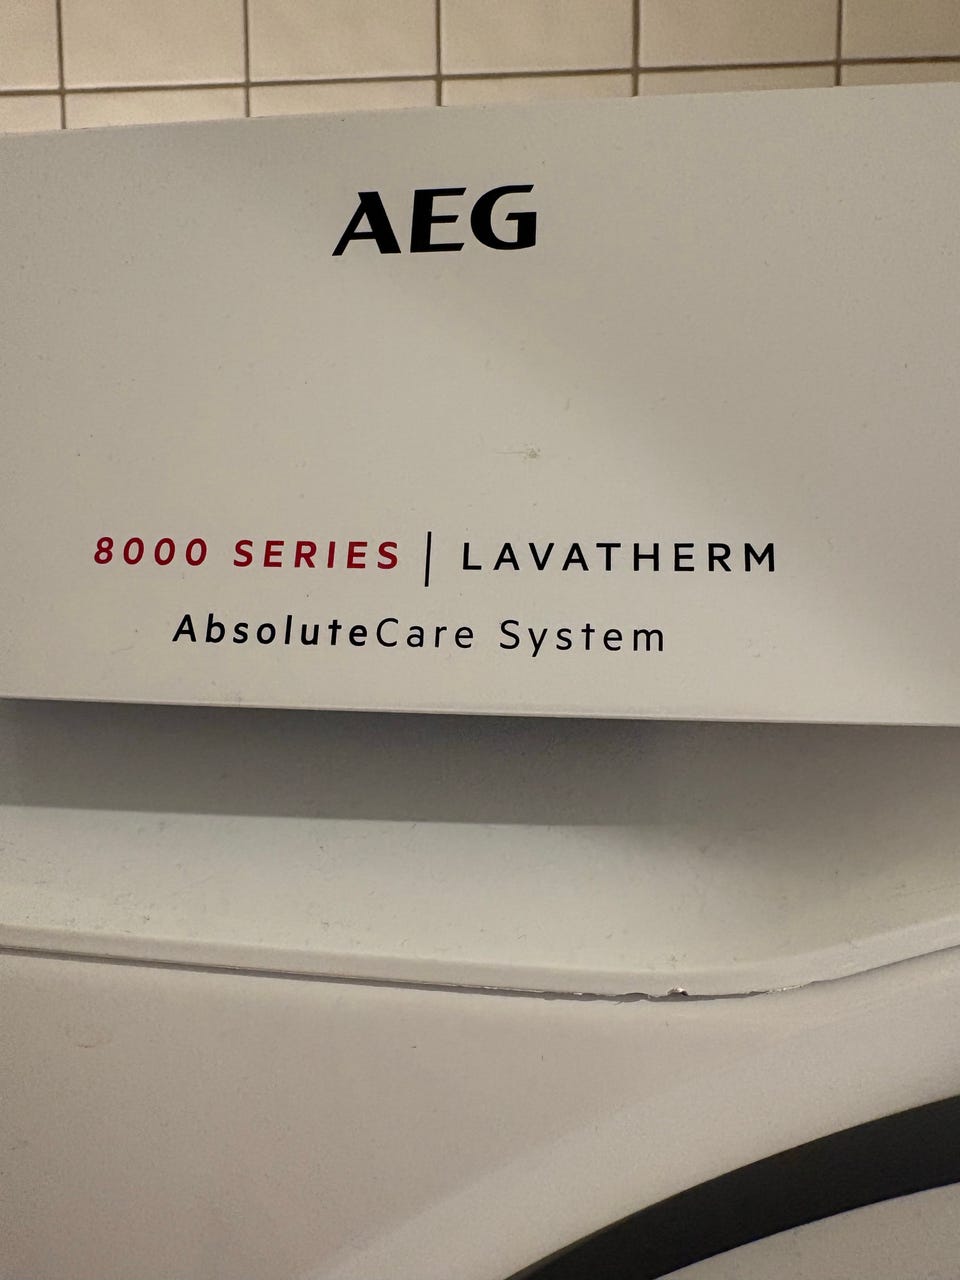 AEG
8000 SERIES | LAVATHERM
AbsoluteCare System